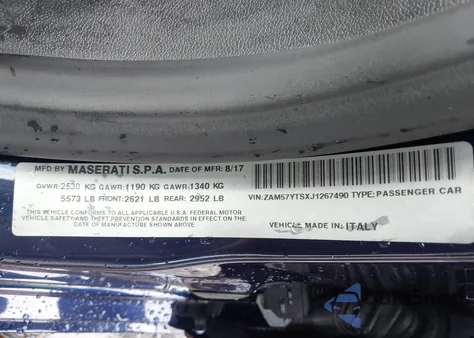 MFD BY MASERATI S.P.A. DATE OF MFR: 8/17
GVWR: 2530 KG GAWR: 1190 KG GAWR: 1340 KG
5573 LB FRONT: 2621 LB REAR: 2952 LB
THIS VEHICLE CONFORMS TO ALL APPLICABLE U.S.A. FEDERAL MOTOR
VEHICLE SAFETY AND THEFT PREVENTION STANDARDS IN EFFECT ON THE
DATE OF MANUFACTURE SHOWN ABOVE
VIN: ZAM57YTSXJ1267490 TYPE: PASSENGER CAR
VEHICLE MADE IN: ITALY